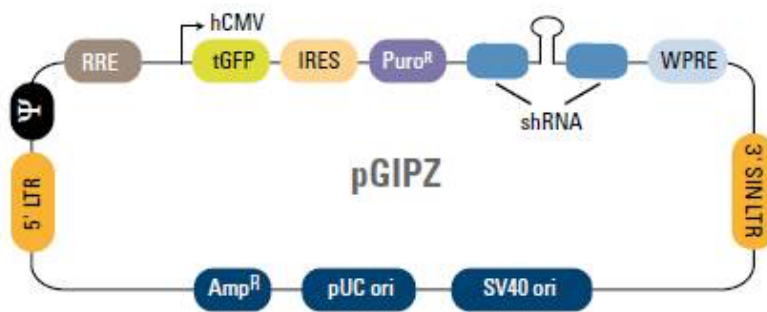 hCMV
RRE
tGFP
IRES
Puroᴿ
WPRE
shRNA
Ψ
5' LTR
pGIPZ
3' SIN LTR
Ampᴿ
pUC ori
SV40 ori